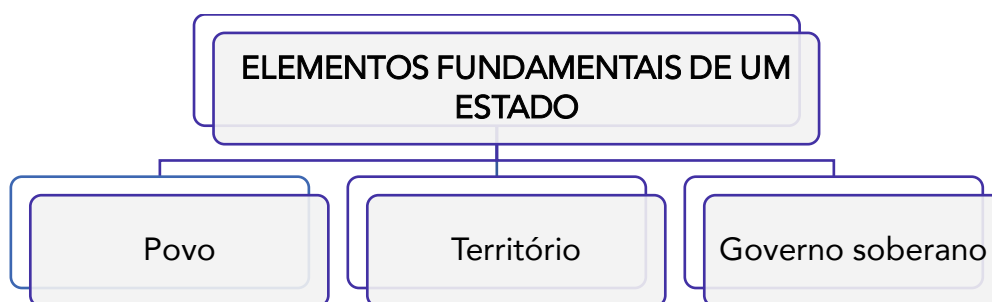 ELEMENTOS FUNDAMENTAIS DE UM
ESTADO
Povo
Território
Governo soberano